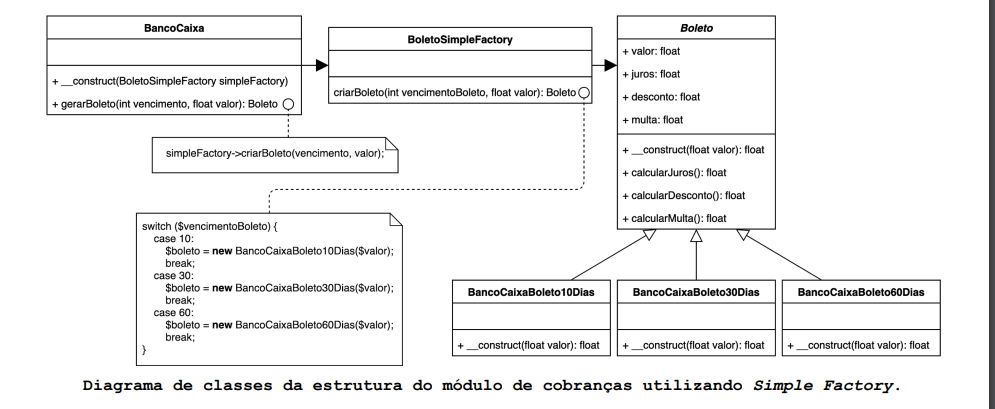 BancoCaixa
+ __construct(BoletoSimpleFactory simpleFactory)
+ gerarBoleto(int vencimento, float valor): Boleto
simpleFactory->criarBoleto(vencimento, valor);
BoletoSimpleFactory
criarBoleto(int vencimentoBoleto, float valor): Boleto
Boleto
+ valor: float
+ juros: float
+ desconto: float
+ multa: float
+ __construct(float valor): float
+ calcularJuros(): float
+ calcularDesconto(): float
+ calcularMulta(): float
switch ($vencimentoBoleto) {
case 10:
$boleto = new BancoCaixaBoleto10Dias($valor);
break;
case 30:
$boleto = new BancoCaixaBoleto30Dias($valor);
break;
case 60:
$boleto = new BancoCaixaBoleto60Dias($valor);
break;
}
BancoCaixaBoleto10Dias
+ __construct(float valor): float
BancoCaixaBoleto30Dias
+ __construct(float valor): float
BancoCaixaBoleto60Dias
+ __construct(float valor): float
Diagrama de classes da estrutura do módulo de cobranças utilizando Simple Factory.